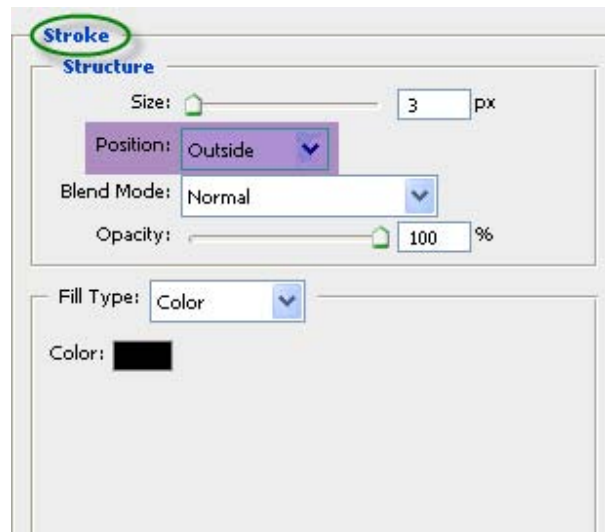 Stroke
Structure
Size: 3 px
Position: Outside
Blend Mode: Normal
Opacity: 100 %
Fill Type: Color
Color: